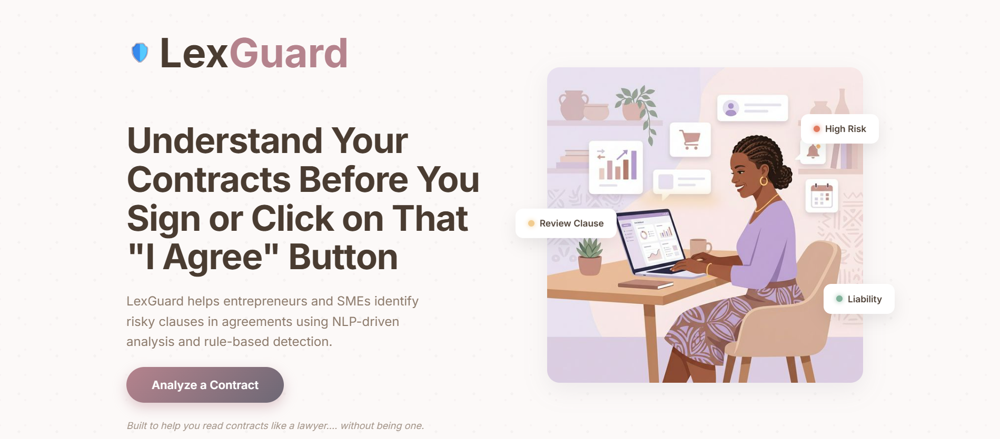 LexGuard
Understand Your
Contracts Before You
Sign or Click on That
"I Agree" Button
LexGuard helps entrepreneurs and SMEs identify
risky clauses in agreements using NLP-driven
analysis and rule-based detection.
Analyze a Contract
Built to help you read contracts like a lawyer.... without being one.
High Risk
Review Clause
Liability